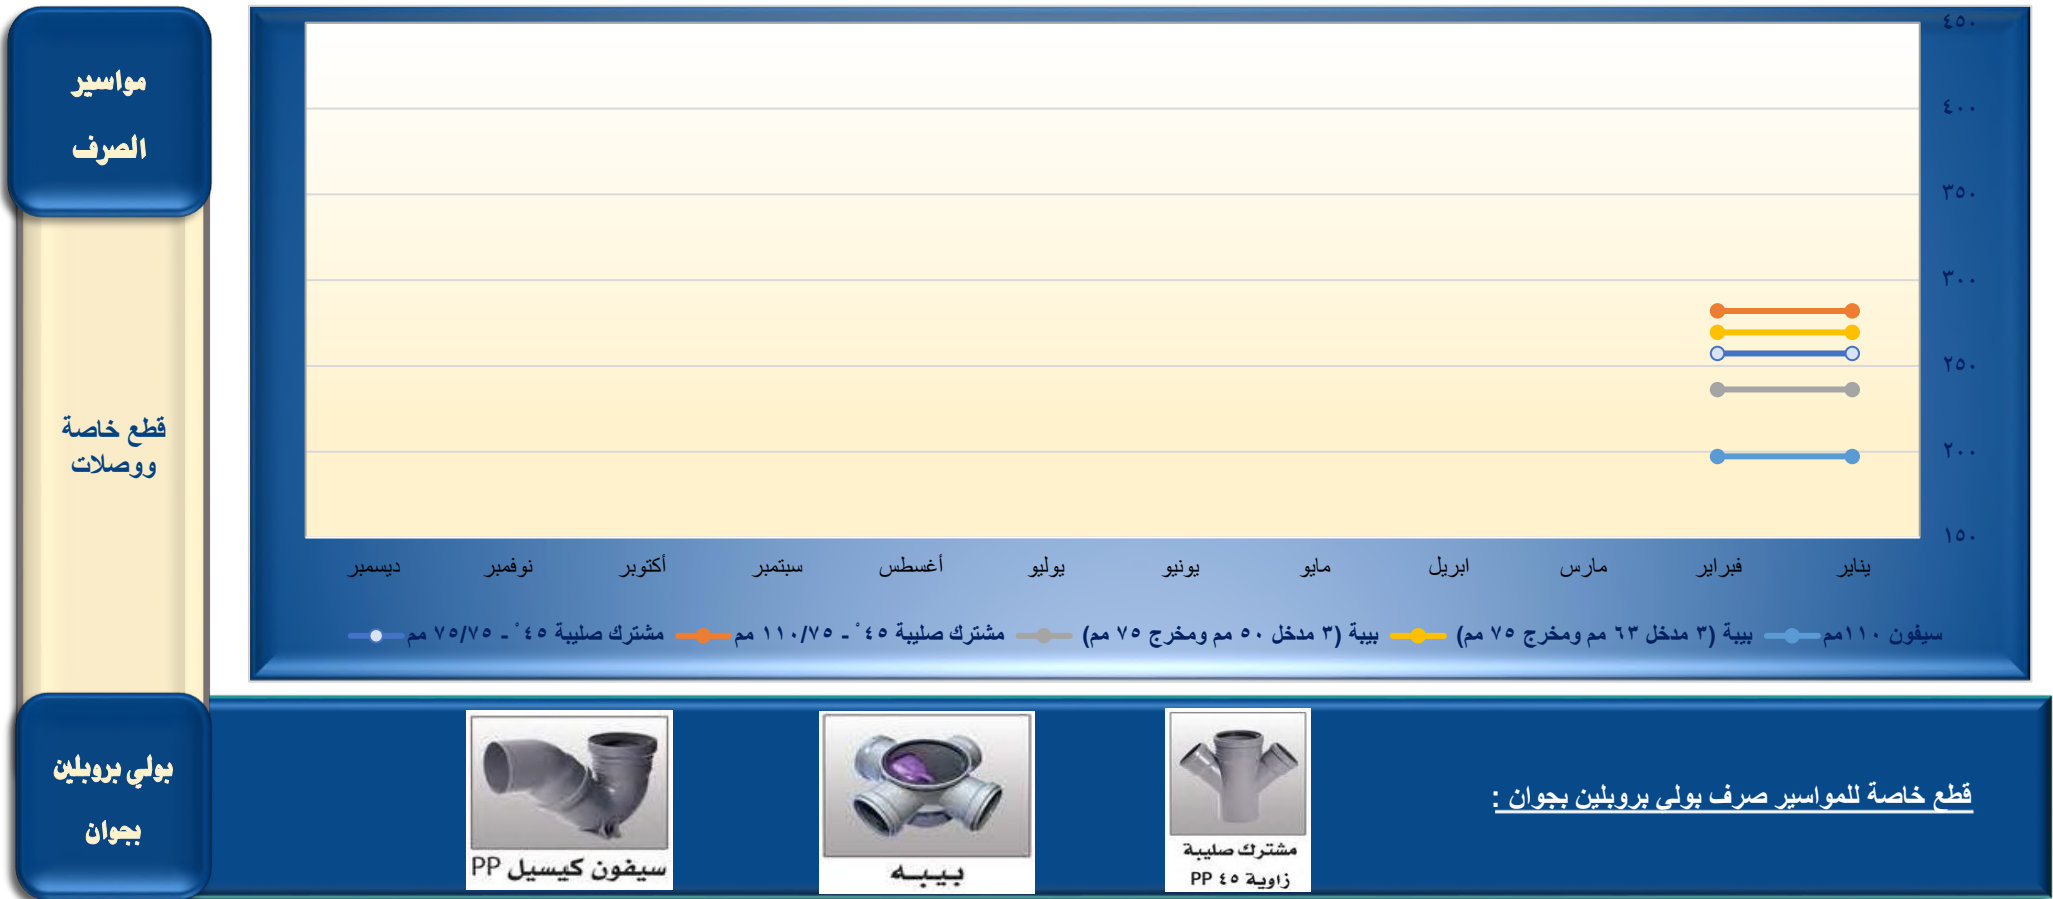 مواسير
الصرف
قطع خاصة
ووصلات
بولي بروبلين
بجوان
٤٥٠
٤٠٠
٣٥٠
٣٠٠
٢٥٠
٢٠٠
١٥٠
يناير فبراير مارس ابريل مايو يونيو يوليو أغسطس سبتمبر أكتوبر نوفمبر ديسمبر
سيفون ١١٠مم بيبة (٣ مدخل ٦٣ مم ومخرج ٧٥ مم) بيبة (٣ مدخل ٥٠ مم ومخرج ٧٥ مم) مشترك صليبة ٤٥ ْ - ١١٠/٧٥ مم مشترك صليبة ٤٥ ْ - ٧٥/٧٥ مم
قطع خاصة للمواسير صرف بولي بروبلين بجوان :
مشترك صليبة
زاوية ٤٥ PP
بيبه
سيفون كيسيل PP